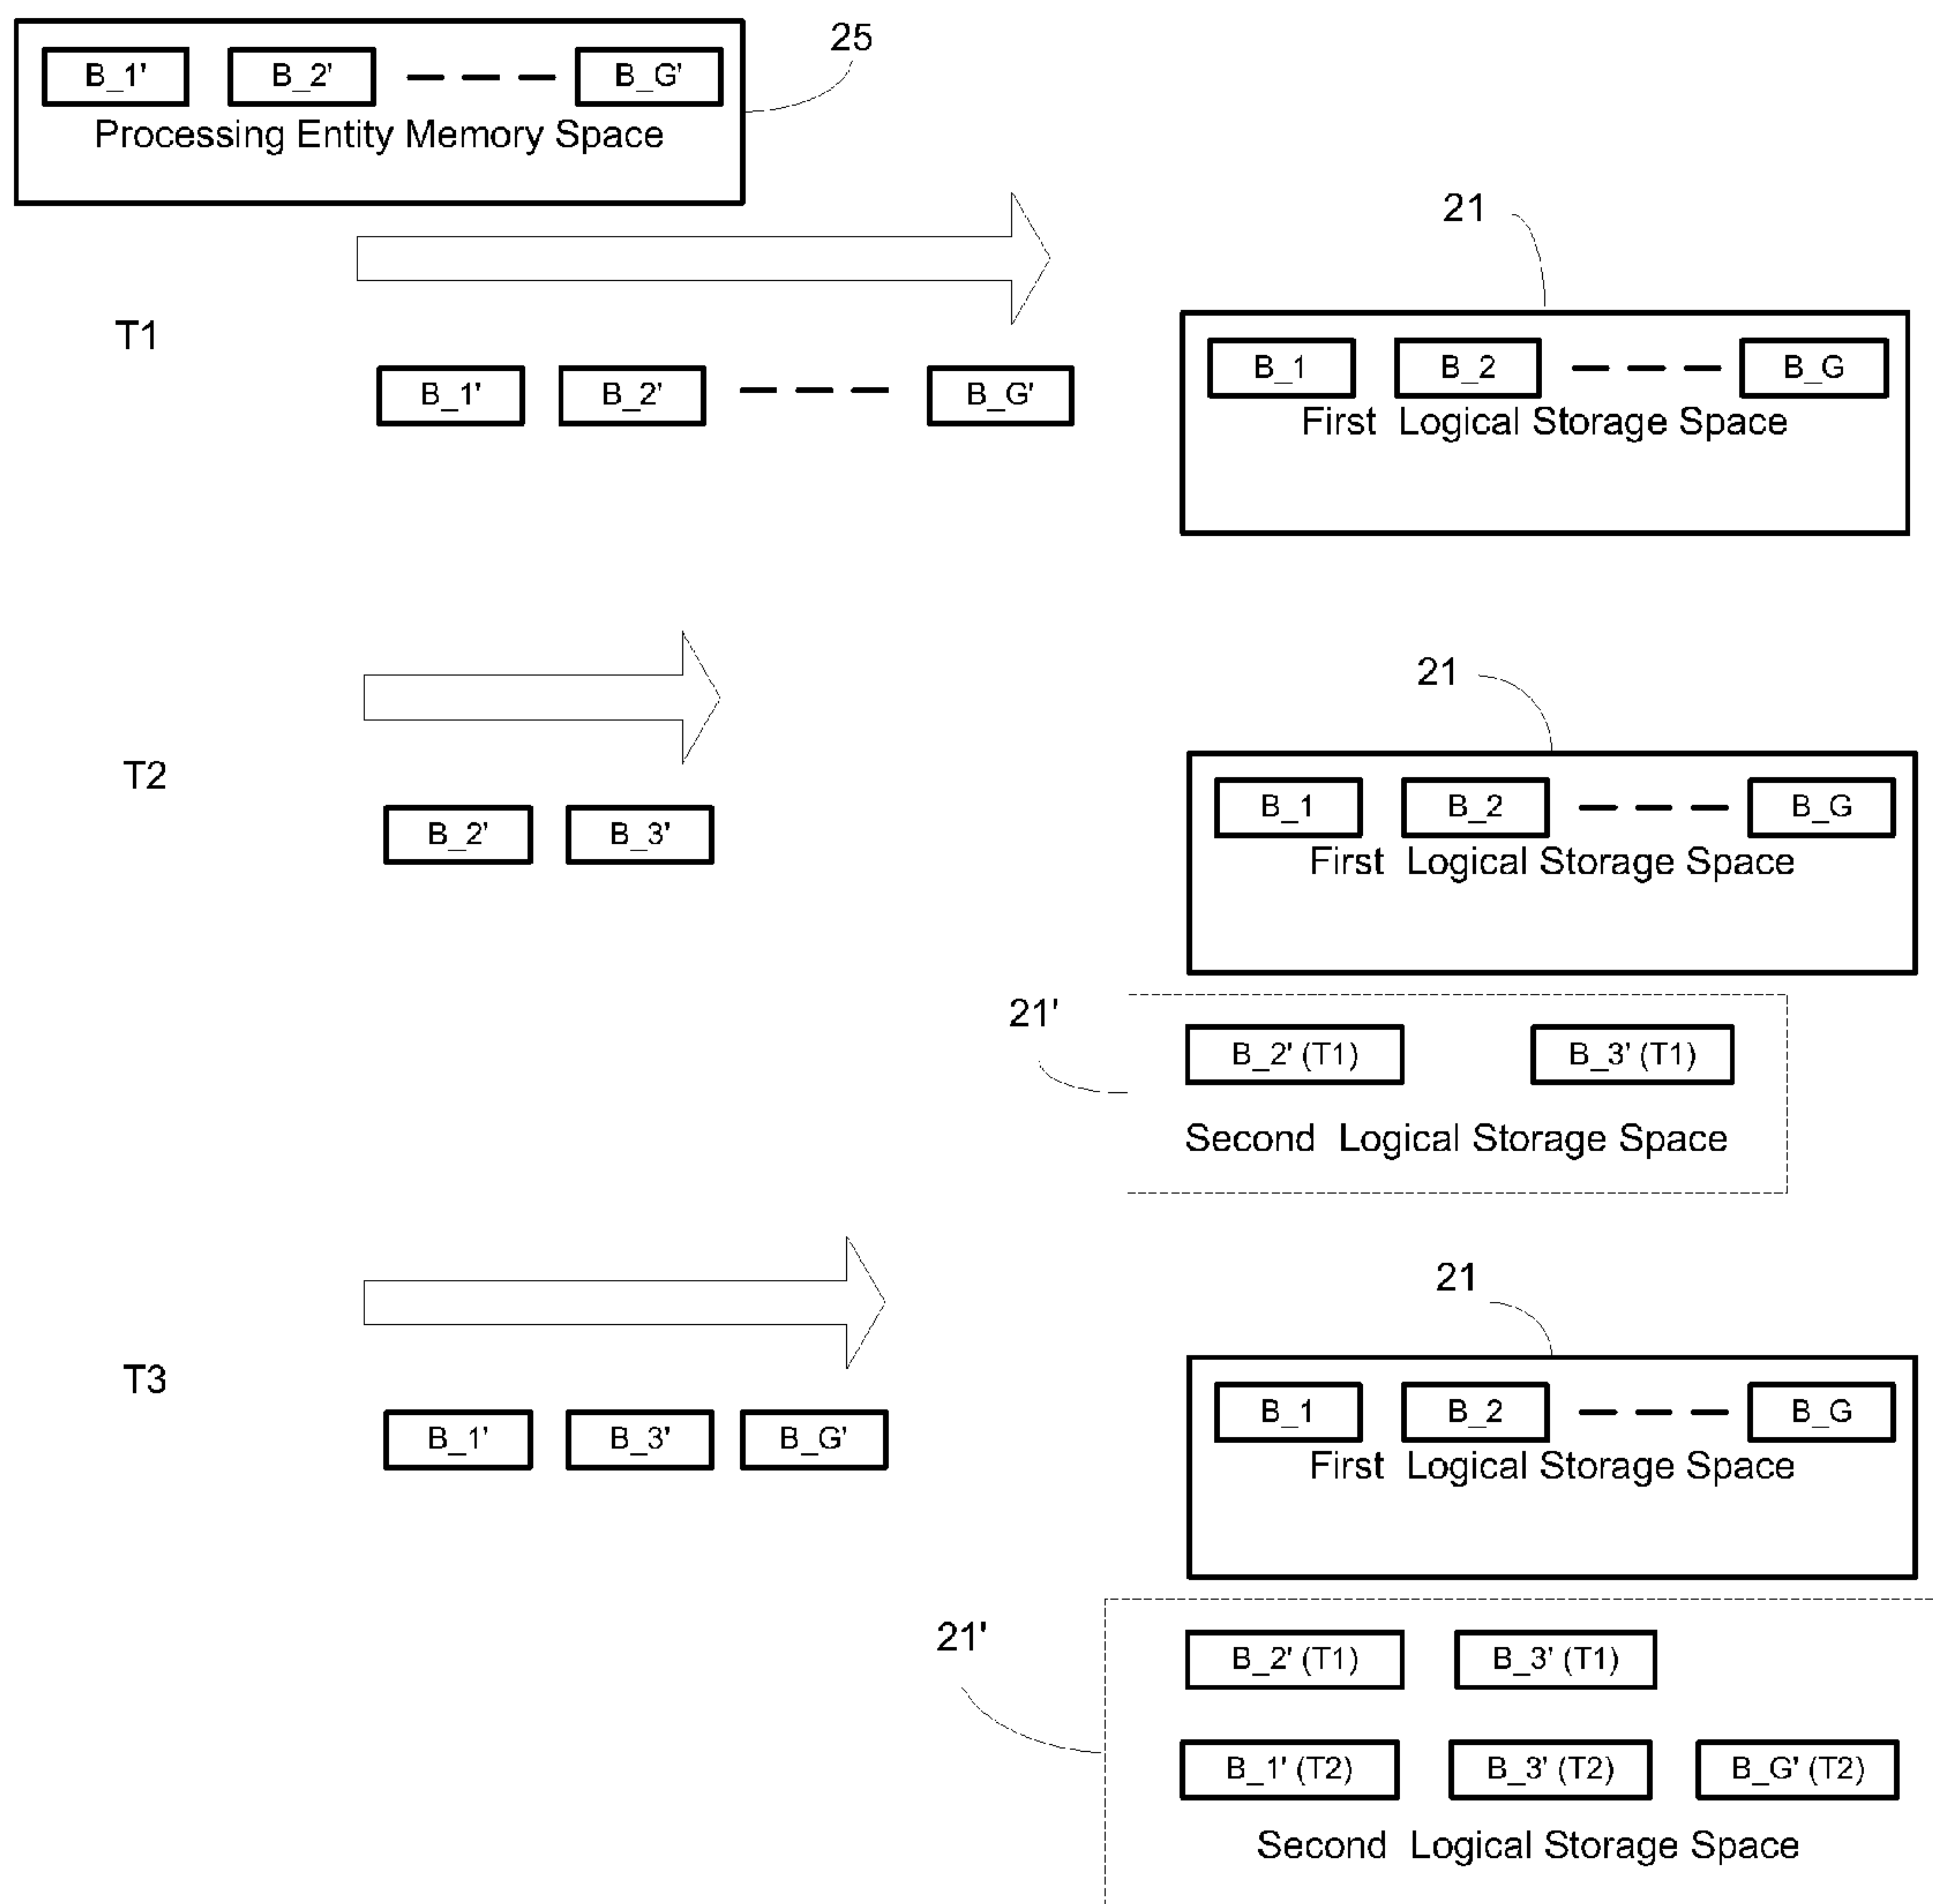 25
B_1' B_2' B_G'
Processing Entity Memory Space
21
T1
B_1 B_2 B_G
First Logical Storage Space
B_1' B_2' B_G'
21
T2
B_1 B_2 B_G
First Logical Storage Space
B_2' B_3'
21'
B_2' (T1) B_3' (T1)
Second Logical Storage Space
21
T3
B_1 B_2 B_G
First Logical Storage Space
B_1' B_3' B_G'
21'
B_2' (T1) B_3' (T1)
B_1' (T2) B_3' (T2) B_G' (T2)
Second Logical Storage Space